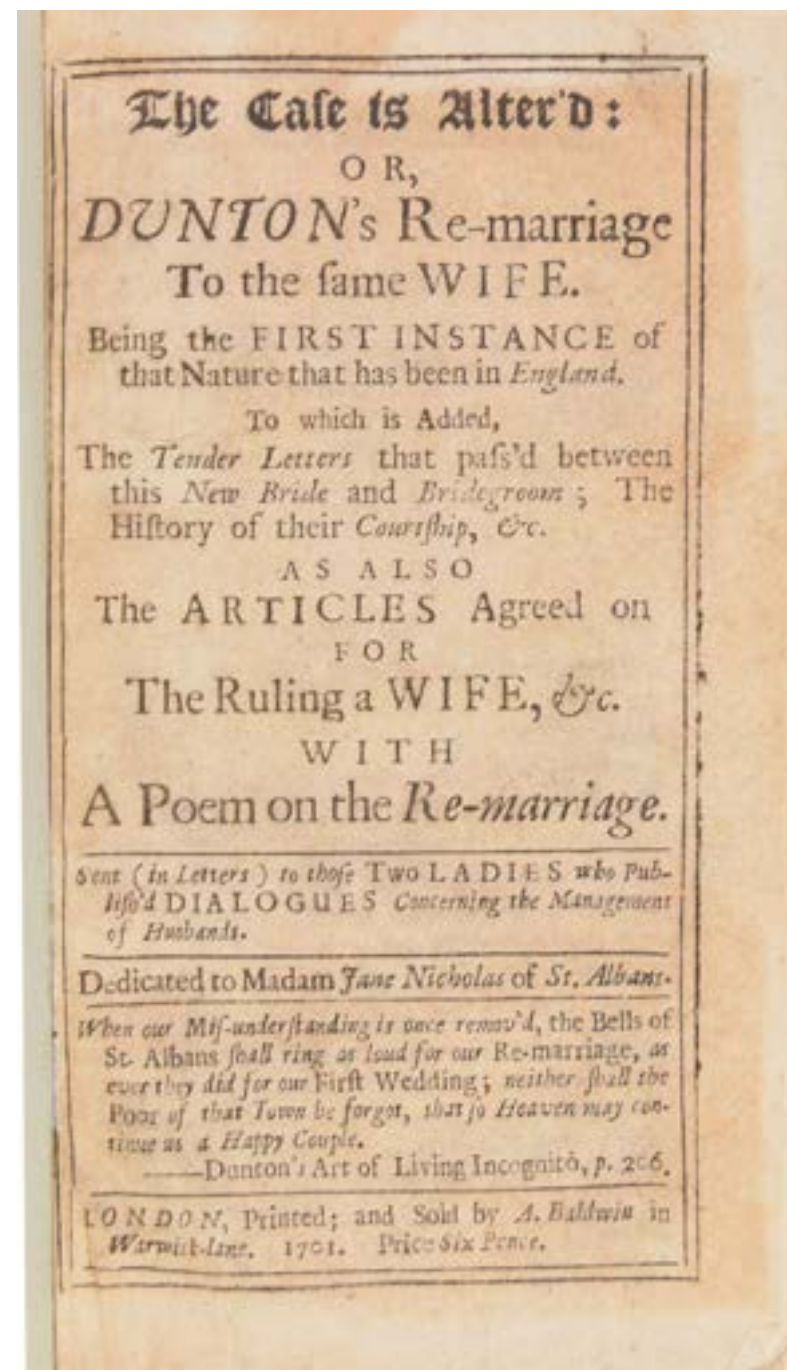 The Caſe is Alter'd:
OR,
DUNTON's Re-marriage
To the ſame WIFE.
Being the FIRST INSTANCE of
that Nature that has been in England.
To which is Added,
The Tender Letters that paſs'd between
this New Bride and Bridegroom; The
Hiſtory of their Courtſhip, &c.
AS ALSO
The ARTICLES Agreed on
FOR
The Ruling a WIFE, &c.
WITH
A Poem on the Re-marriage.
Sent (in Letters) to thoſe Two LADIES who Pub-
liſh'd DIALOGUES Concerning the Management
of Husbands.
Dedicated to Madam Jane Nicholas of St. Albans.
When our Miſ-underſtanding is once remov'd, the Bells of
St. Albans ſhall ring as loud for our Re-marriage, as
ever they did for our Firſt Wedding; neither ſhall the
Poor of that Town be forgot, that ſo Heaven may con-
tinue us a Happy Couple.
——Dunton's Art of Living Incognito, p. 206.
LONDON, Printed; and Sold by A. Baldwin in
Warwick-lane. 1701. Price Six Pence.